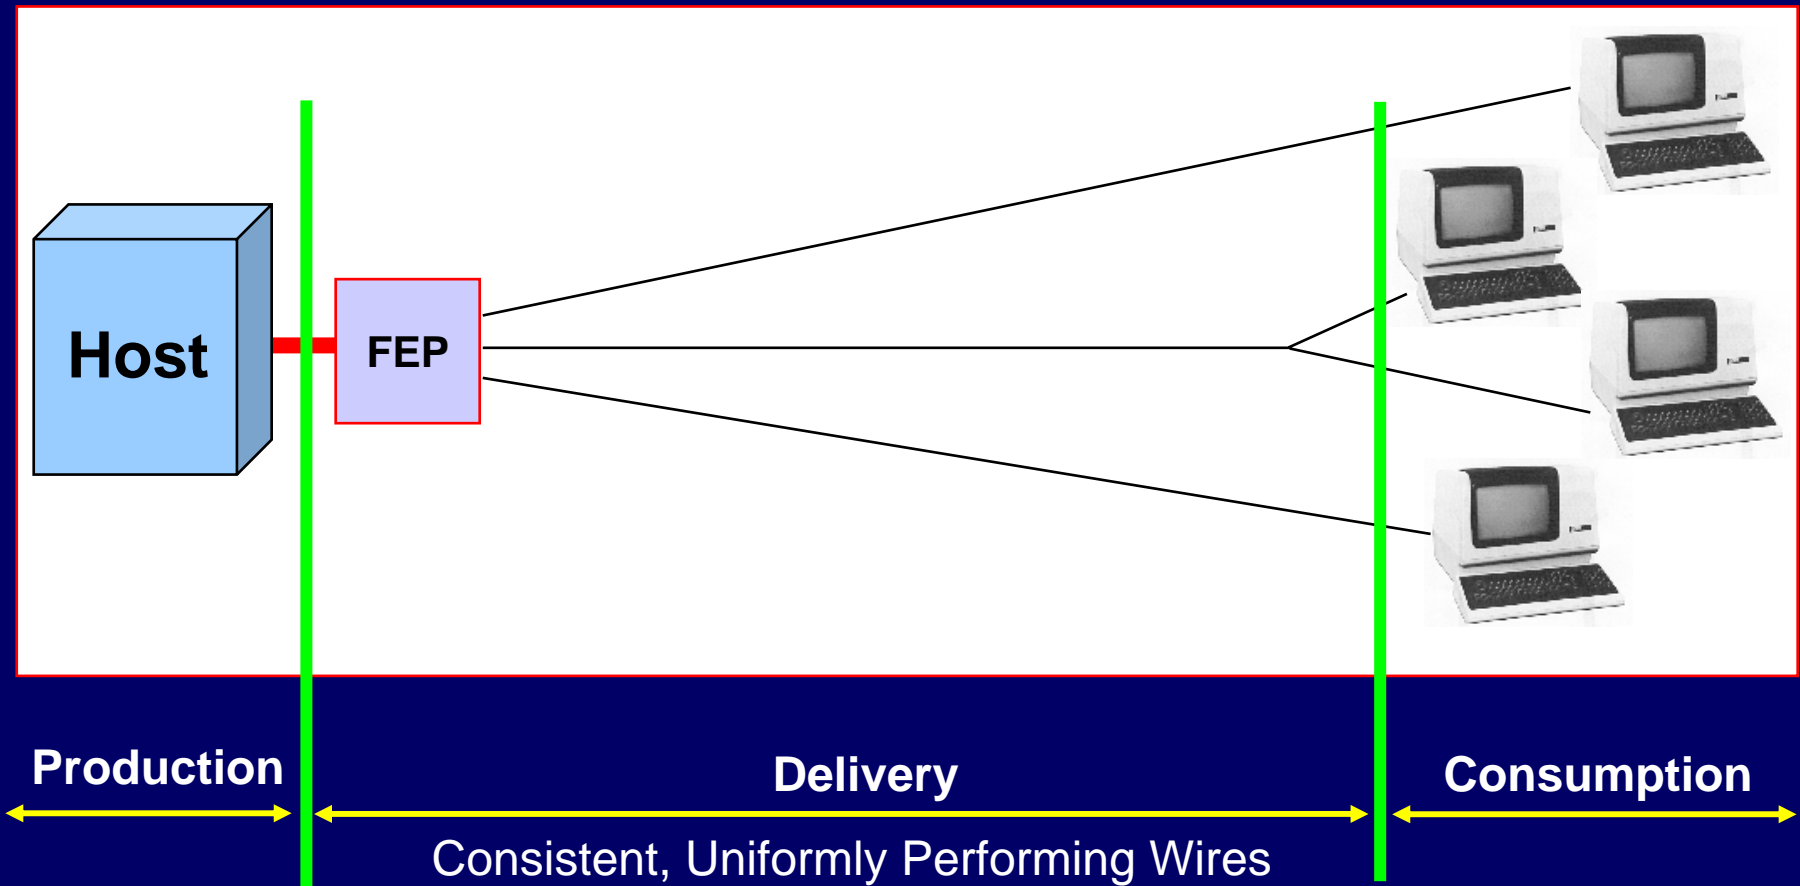 Host
FEP
Production
Delivery
Consumption
Consistent, Uniformly Performing Wires